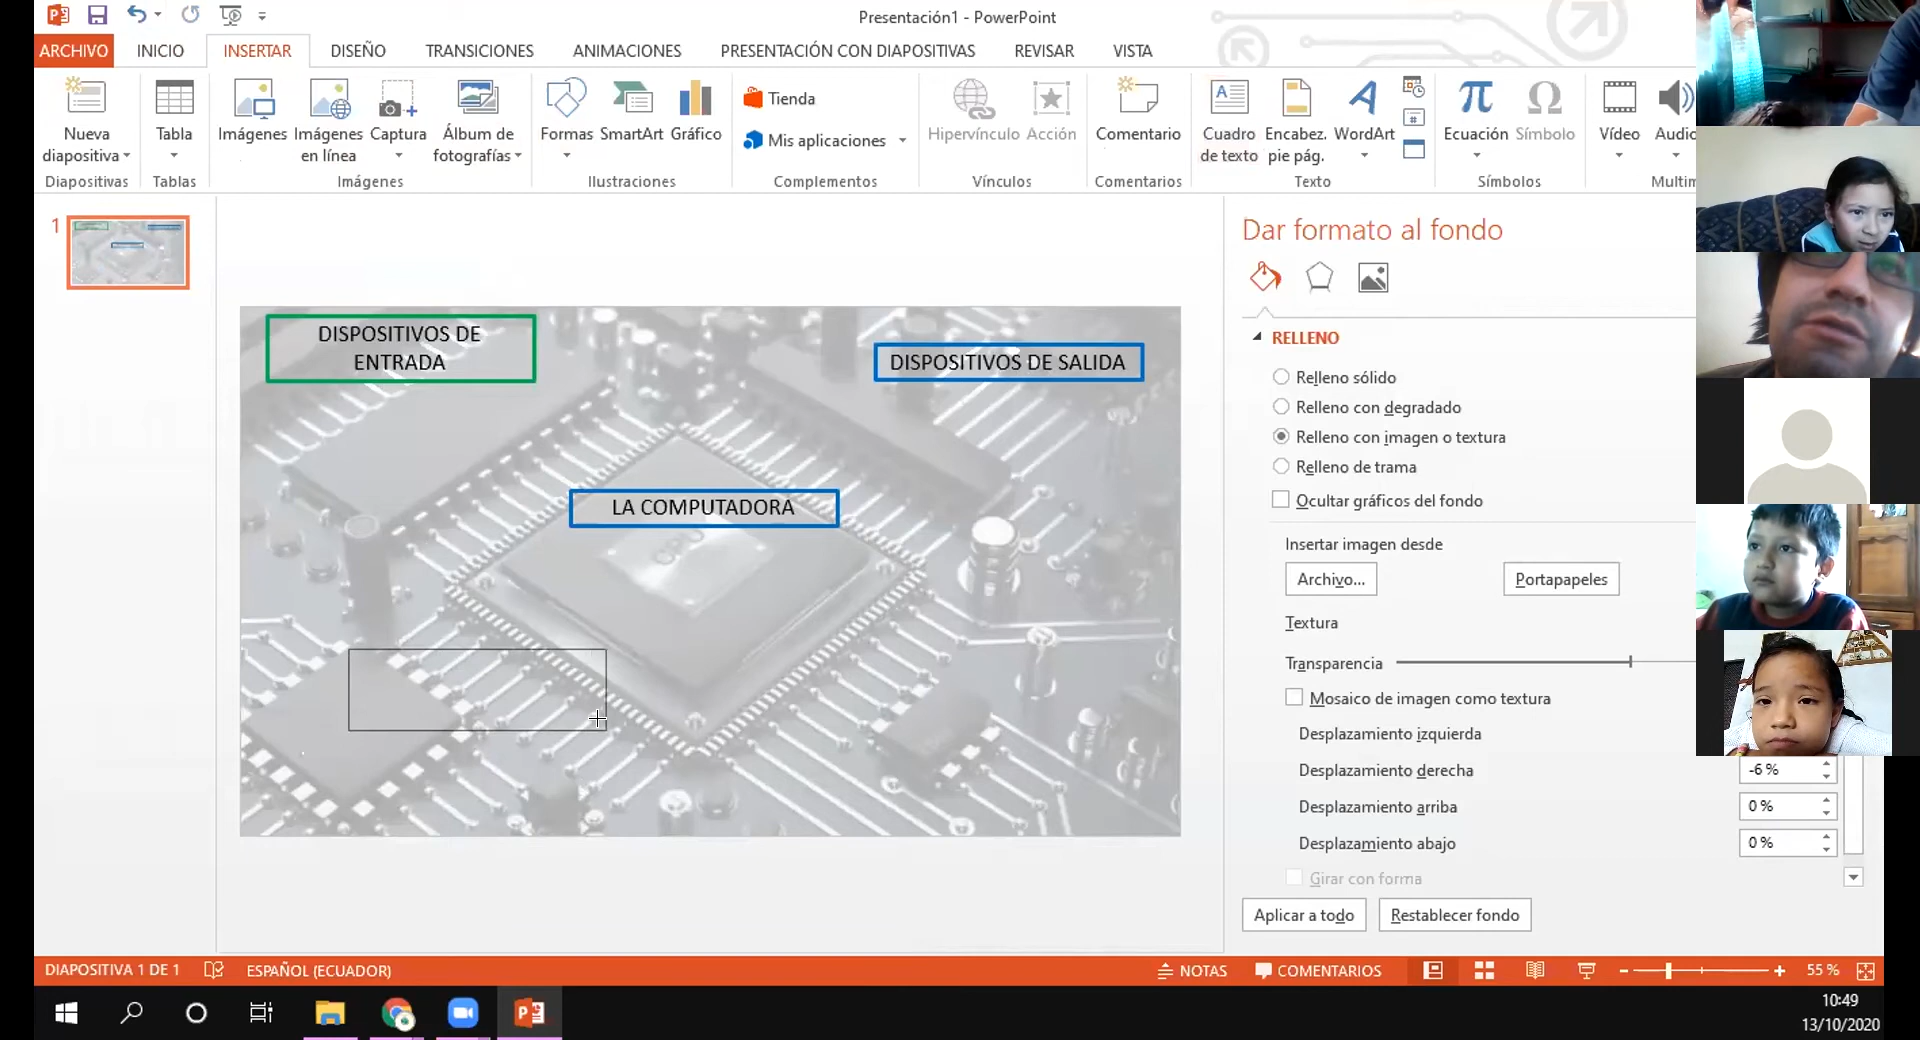 Presentación1 - PowerPoint
ARCHIVO INICIO INSERTAR DISEÑO TRANSICIONES ANIMACIONES PRESENTACIÓN CON DIAPOSITIVAS REVISAR VISTA
Nueva diapositiva
Tabla
Imágenes
Imágenes en línea
Captura
Álbum de fotografías
Formas
SmartArt
Gráfico
Tienda
Mis aplicaciones
Hipervínculo
Acción
Comentario
Cuadro de texto
Encabez. pie pág.
WordArt
Ecuación
Símbolo
Vídeo
Audio
Diapositivas Tablas Imágenes Ilustraciones Complementos Vínculos Comentarios Texto Símbolos Multim
1
DISPOSITIVOS DE
ENTRADA
DISPOSITIVOS DE SALIDA
LA COMPUTADORA
CPU
Dar formato al fondo
RELLENO
Relleno sólido
Relleno con degradado
Relleno con imagen o textura
Relleno de trama
Ocultar gráficos del fondo
Insertar imagen desde
Archivo... Portapapeles
Textura
Transparencia
Mosaico de imagen como textura
Desplazamiento izquierda
Desplazamiento derecha -6 %
Desplazamiento arriba 0 %
Desplazamiento abajo 0 %
Girar con forma
Aplicar a todo Restablecer fondo
DIAPOSITIVA 1 DE 1 ESPAÑOL (ECUADOR) NOTAS COMENTARIOS 55 %
10:49
13/10/2020